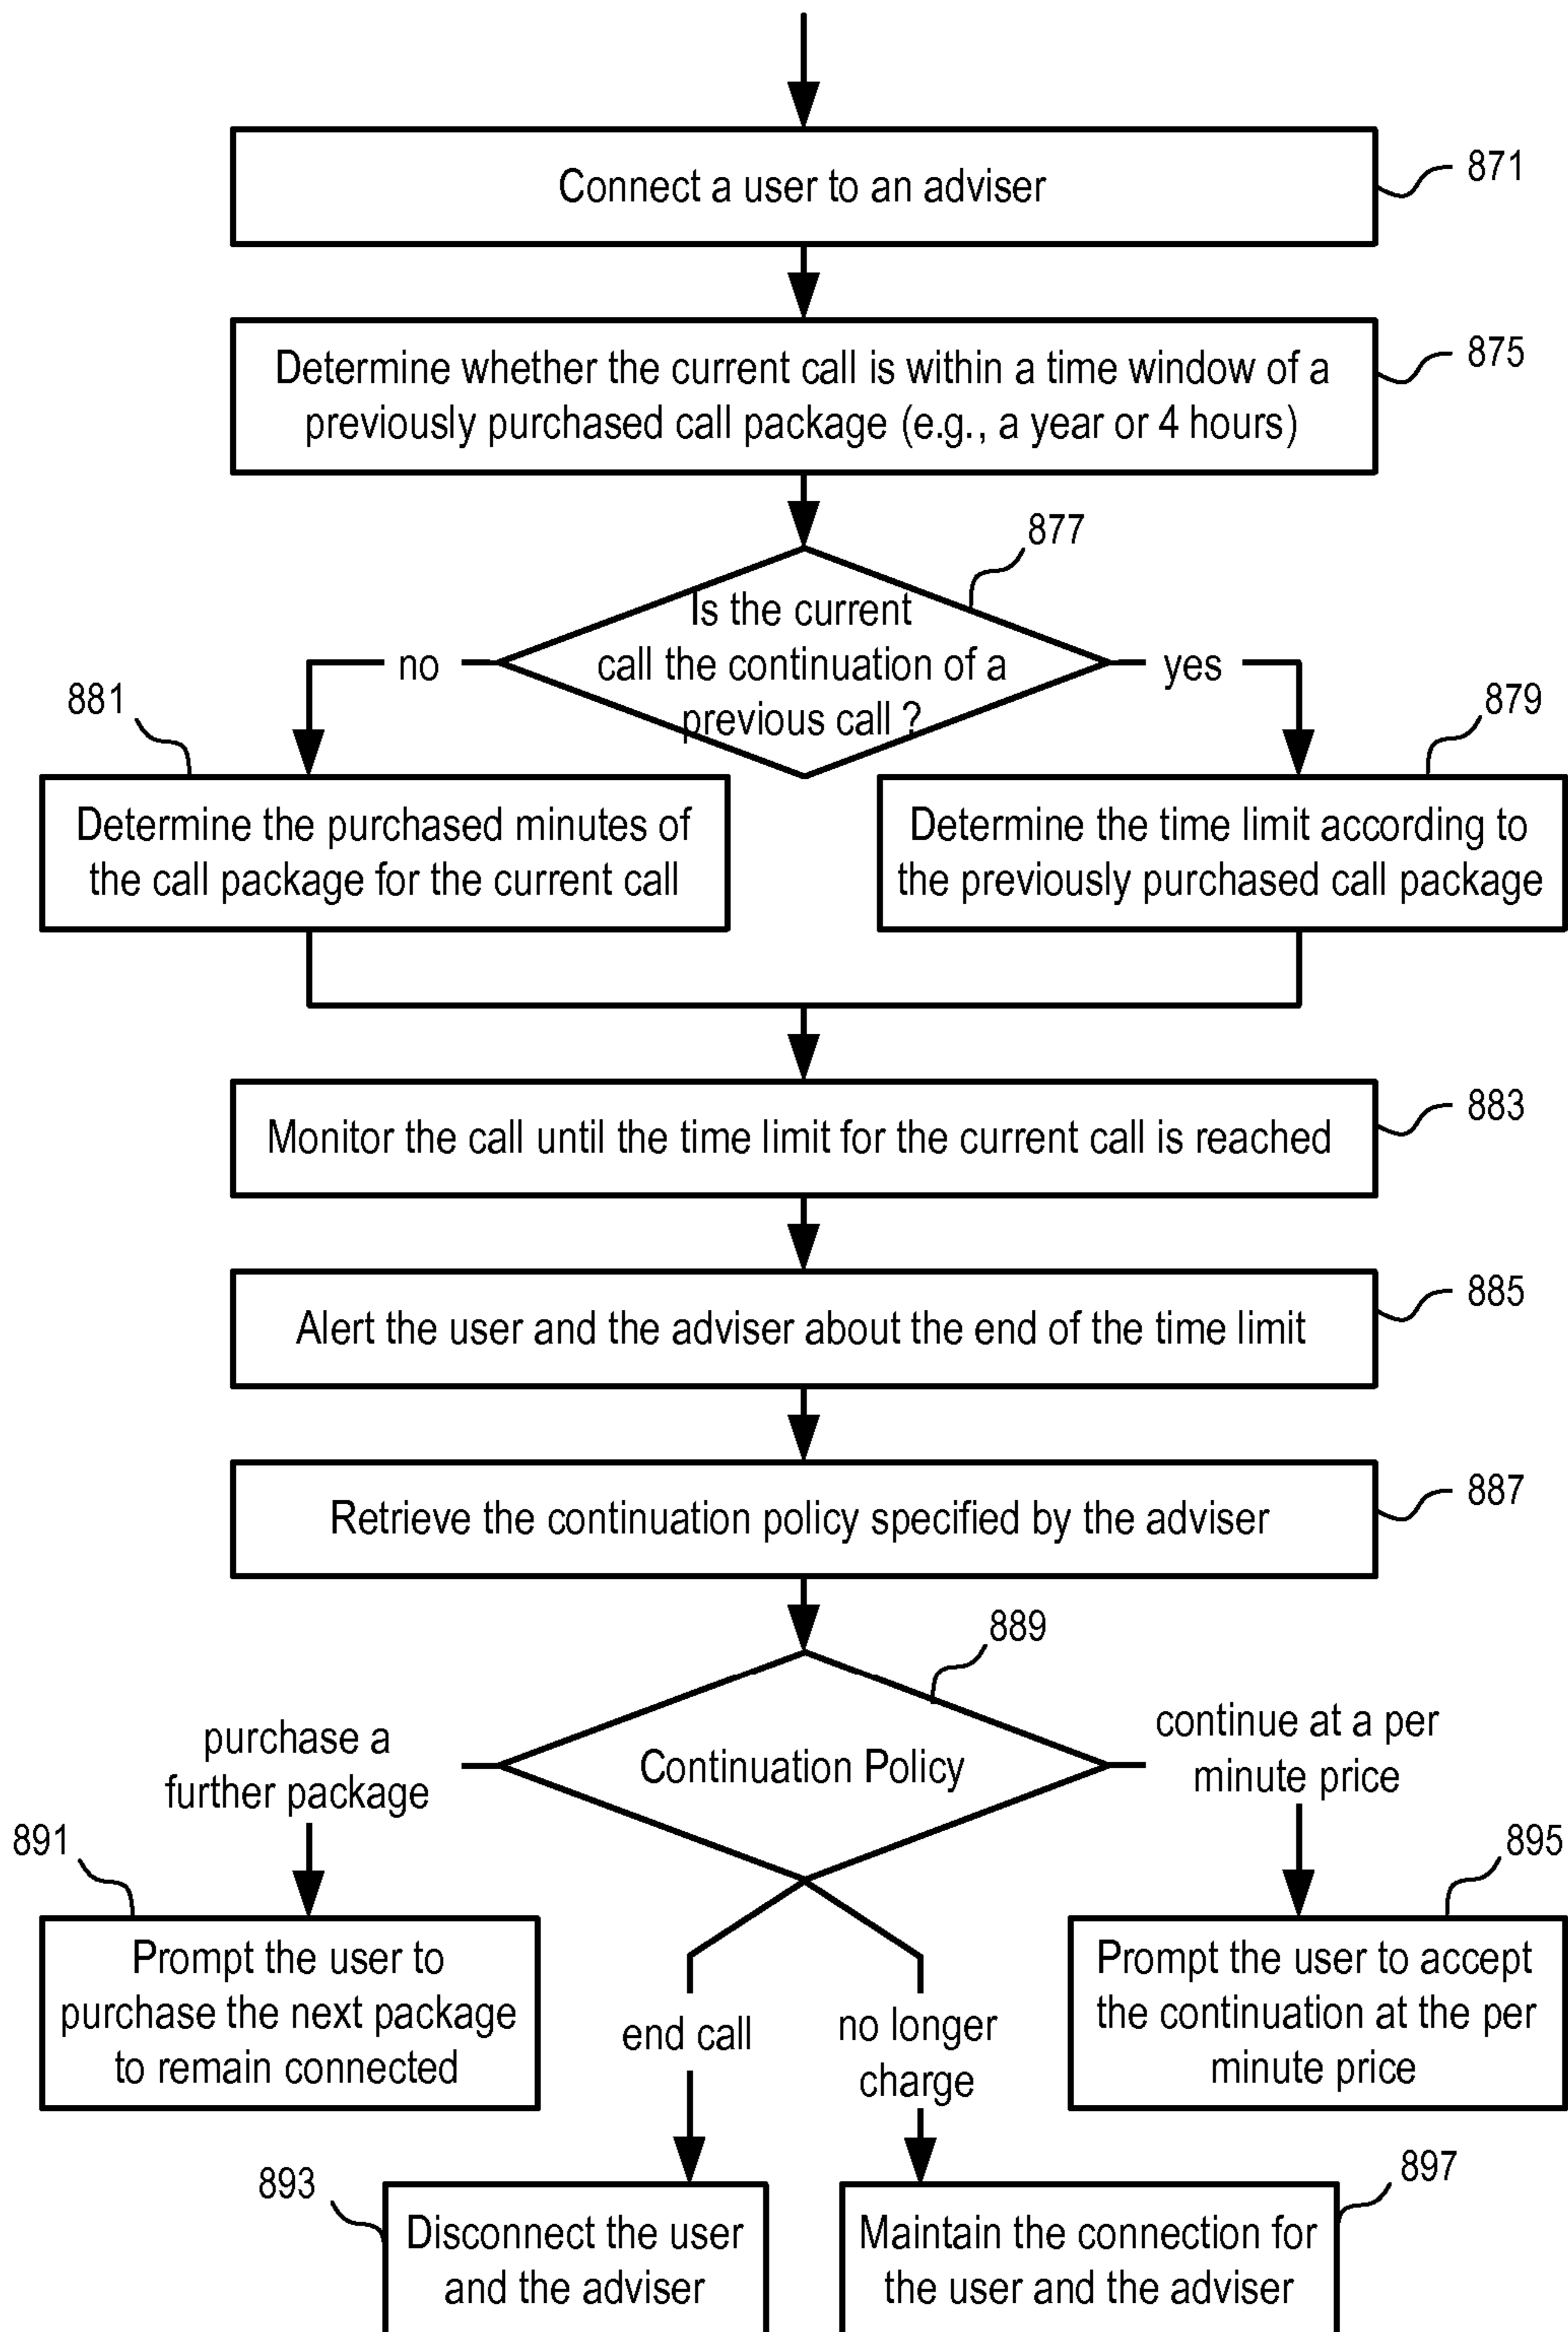 Connect a user to an adviser
871
Determine whether the current call is within a time window of a
previously purchased call package (e.g., a year or 4 hours)
875
877
Is the current
call the continuation of a
previous call ?
no
yes
881
879
Determine the purchased minutes of
the call package for the current call
Determine the time limit according to
the previously purchased call package
Monitor the call until the time limit for the current call is reached
883
Alert the user and the adviser about the end of the time limit
885
Retrieve the continuation policy specified by the adviser
887
889
Continuation Policy
purchase a
further package
continue at a per
minute price
891
895
Prompt the user to
purchase the next package
to remain connected
end call
no longer
charge
Prompt the user to accept
the continuation at the per
minute price
893
897
Disconnect the user
and the adviser
Maintain the connection for
the user and the adviser